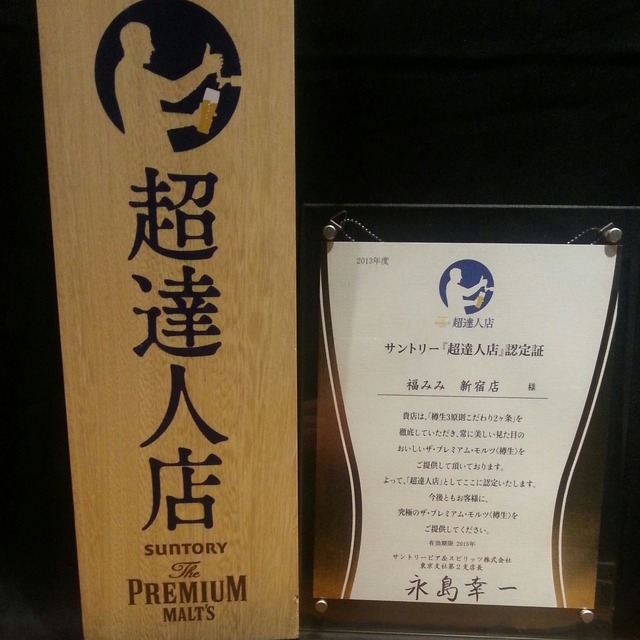 超達人店
SUNTORY
The
PREMIUM
MALT'S
2013年度
超達人店
サントリー『超達人店』認定証
福みみ 新宿店 様
貴店は、「樽生3原則こだわり2ヶ条」を
徹底していただき、常に美しい見た目の
おいしいザ・プレミアム・モルツ〈樽生〉を
ご提供して頂いております。
よって、「超達人店」としてここに認定いたします。
今後ともお客様に、
究極のザ・プレミアム・モルツ〈樽生〉を
ご提供してください。
有効期限 2015年
サントリービア&スピリッツ株式会社
東京支社第2支店長
永島幸一